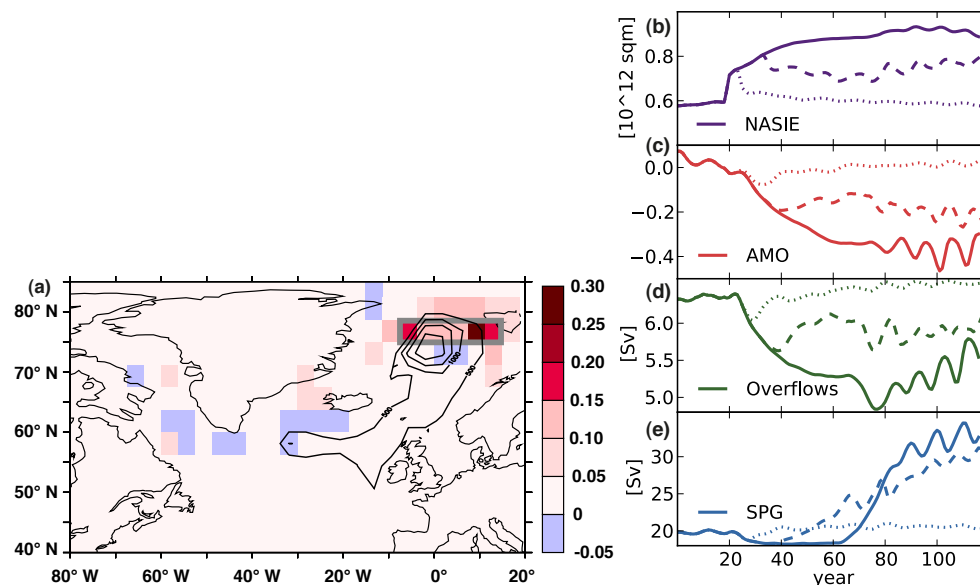 (a)
80° N
70° N
60° N
50° N
40° N
80° W
60° W
40° W
20° W
0°
20°
1000
500
500
0.30
0.25
0.20
0.15
0.10
0.05
0
-0.05
(b)
[10^12 sqm]
0.8
0.6
NASIE
(c)
0.0
−0.2
−0.4
AMO
(d)
[Sv]
6.0
5.5
5.0
Overflows
(e)
[Sv]
30
20
SPG
0 20 40 60 80 100
year